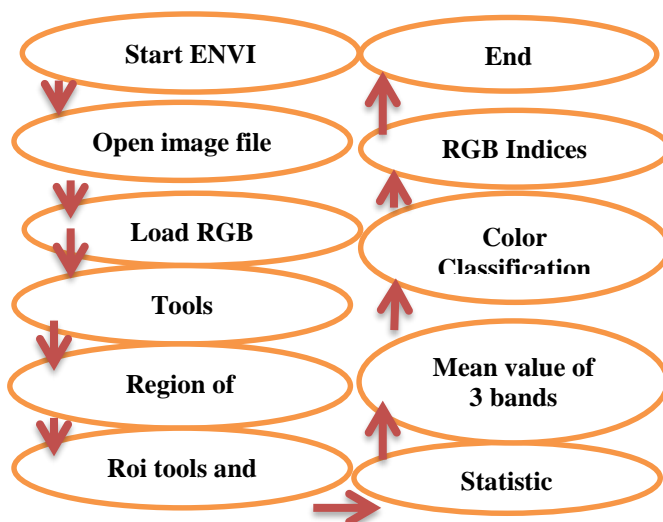 Start ENVI
Open image file
Load RGB
Tools
Region of
Roi tools and
Statistic
Mean value of
3 bands
Color
Classification
RGB Indices
End